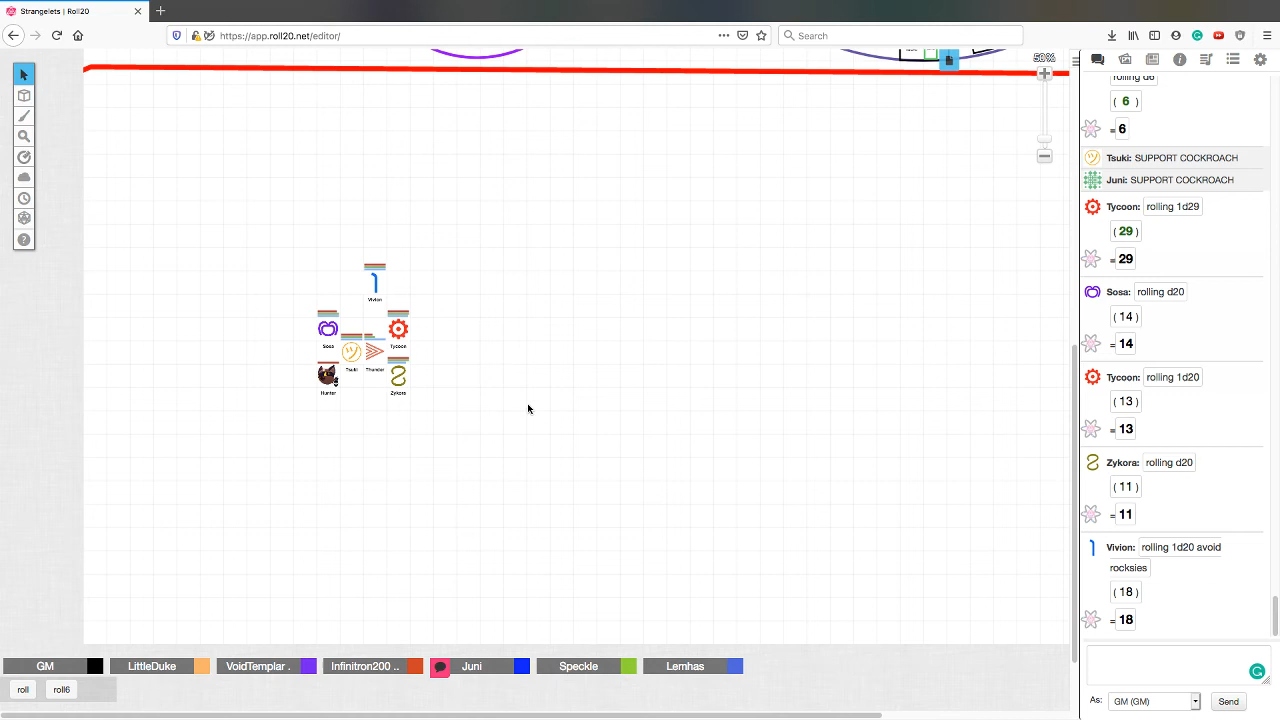 Strangelets | Roll20
https://app.roll20.net/editor/
Search
50%
rolling d6
( 6 )
= 6
Tsuki: SUPPORT COCKROACH
Juni: SUPPORT COCKROACH
Tycoon: rolling 1d29
( 29 )
= 29
Sosa: rolling d20
( 14 )
= 14
Tycoon: rolling 1d20
( 13 )
= 13
Zykora: rolling d20
( 11 )
= 11
Vivion: rolling 1d20 avoid
rocksies
( 18 )
= 18
Vivion
Sosa
Tycoon
Tsuki
Thunder
Hunter
Zykora
GM
LittleDuke
VoidTemplar .
Infinitron200 ..
Juni
Speckle
Lemhas
roll
roll6
As:
GM (GM)
Send